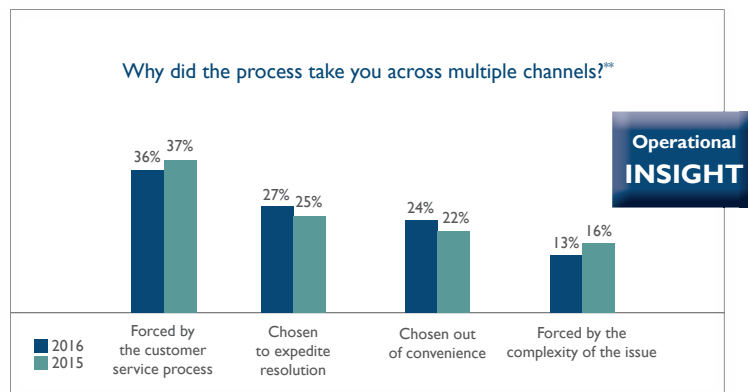 Why did the process take you across multiple channels?**
Operational
INSIGHT
36%
37%
27%
25%
24%
22%
13%
16%
2016
2015
Forced by
the customer
service process
Chosen
to expedite
resolution
Chosen out
of convenience
Forced by the
complexity of the issue